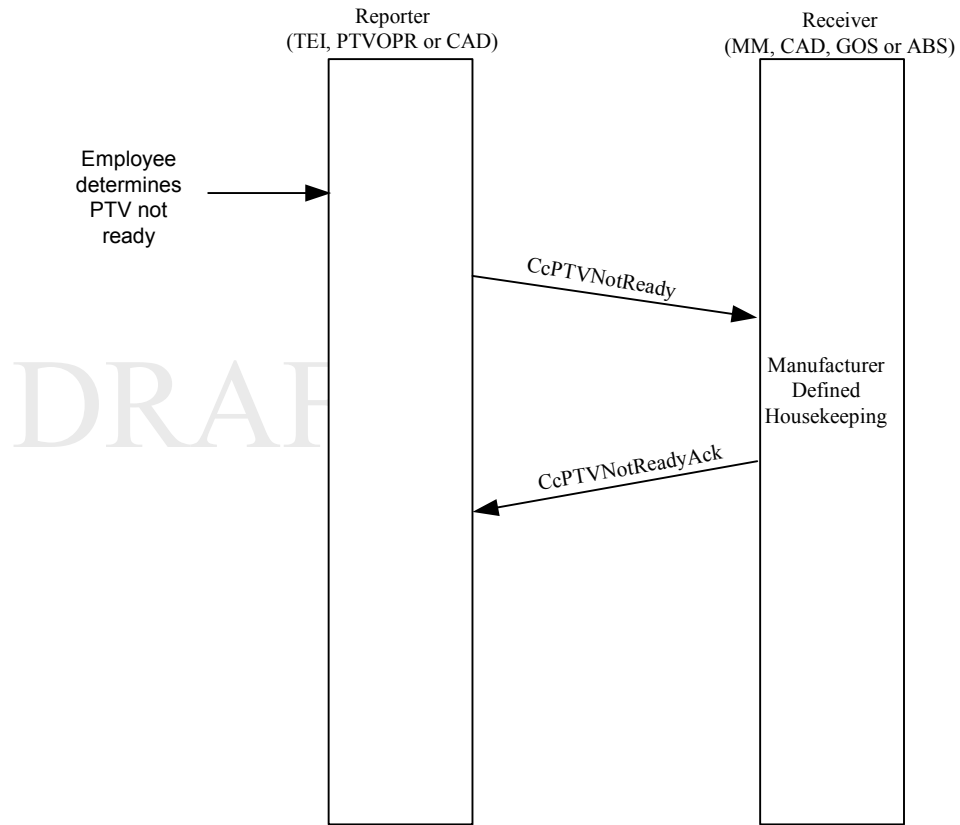 Reporter
(TEI, PTVOPR or CAD)
Receiver
(MM, CAD, GOS or ABS)
Employee
determines
PTV not
ready
CcPTVNotReady
Manufacturer
Defined
Housekeeping
CcPTVNotReadyAck